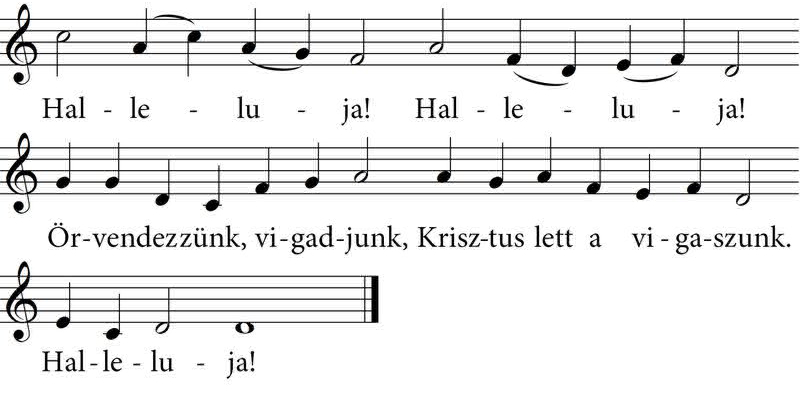 Hal - le - lu - ja! Hal - le - lu - ja!
Ör-vendezzünk, vi-gad-junk, Krisz-tus lett a vi-ga-szunk.
Hal-le-lu - ja!